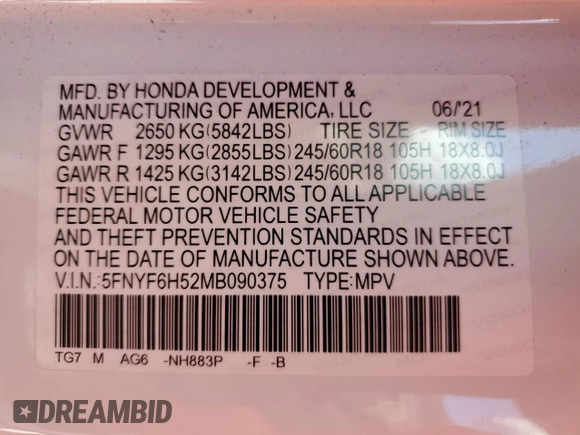 MFD. BY HONDA DEVELOPMENT &
MANUFACTURING OF AMERICA, LLC 06/'21
GVWR 2650 KG (5842LBS) TIRE SIZE RIM SIZE
GAWR F 1295 KG (2855LBS) 245/60R18 105H 18X8.0J
GAWR R 1425 KG (3142LBS) 245/60R18 105H 18X8.0J
THIS VEHICLE CONFORMS TO ALL APPLICABLE
FEDERAL MOTOR VEHICLE SAFETY
AND THEFT PREVENTION STANDARDS IN EFFECT
ON THE DATE OF MANUFACTURE SHOWN ABOVE.
V.I.N.:5FNYF6H52MB090375 TYPE:MPV
TG7 M AG6 -NH883P -F -B
DREAMBID